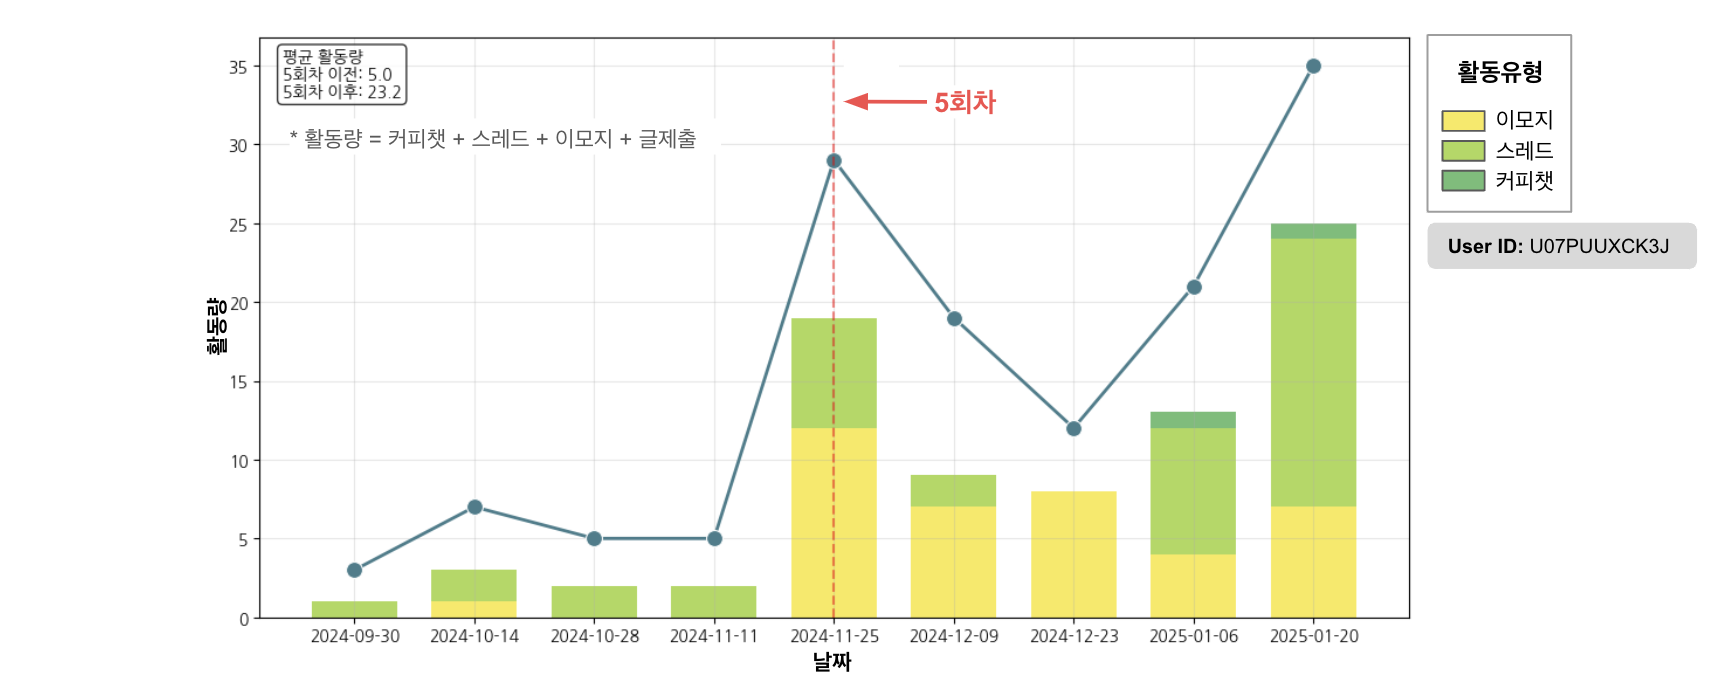 평균 활동량
5회차 이전: 5.0
5회차 이후: 23.2
* 활동량 = 커피챗 + 스레드 + 이모지 + 글제출
5회차
활동유형
이모지
스레드
커피챗
User ID: U07PUUXCK3J
활동량
35
30
25
20
15
10
5
0
2024-09-30 2024-10-14 2024-10-28 2024-11-11 2024-11-25 2024-12-09 2024-12-23 2025-01-06 2025-01-20
날짜